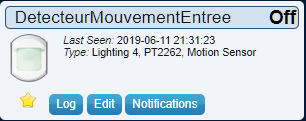 DetecteurMouvementEntree Off
Last Seen: 2019-06-11 21:31:23
Type: Lighting 4, PT2262, Motion Sensor
Log Edit Notifications